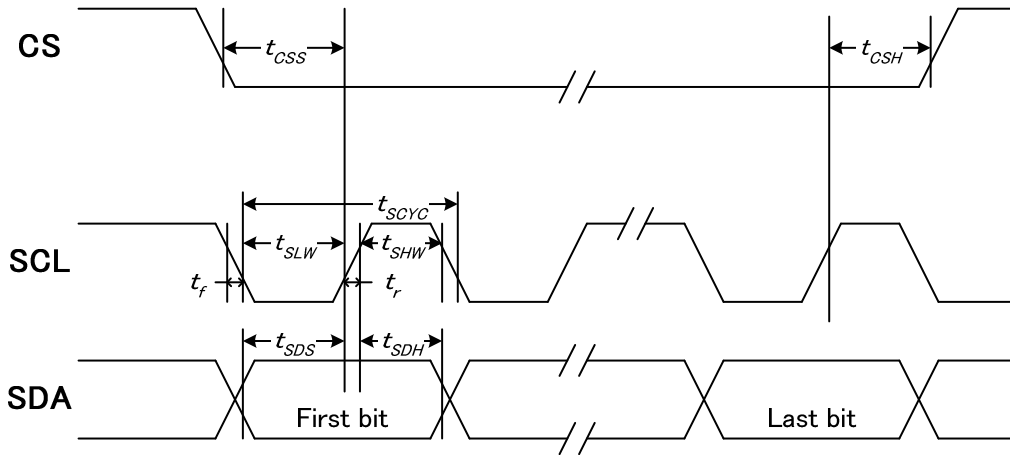 CS
tCSS
tCSH
tSCYC
SCL
tSLW
tSHW
tf
tr
tSDS
tSDH
SDA
First bit
Last bit